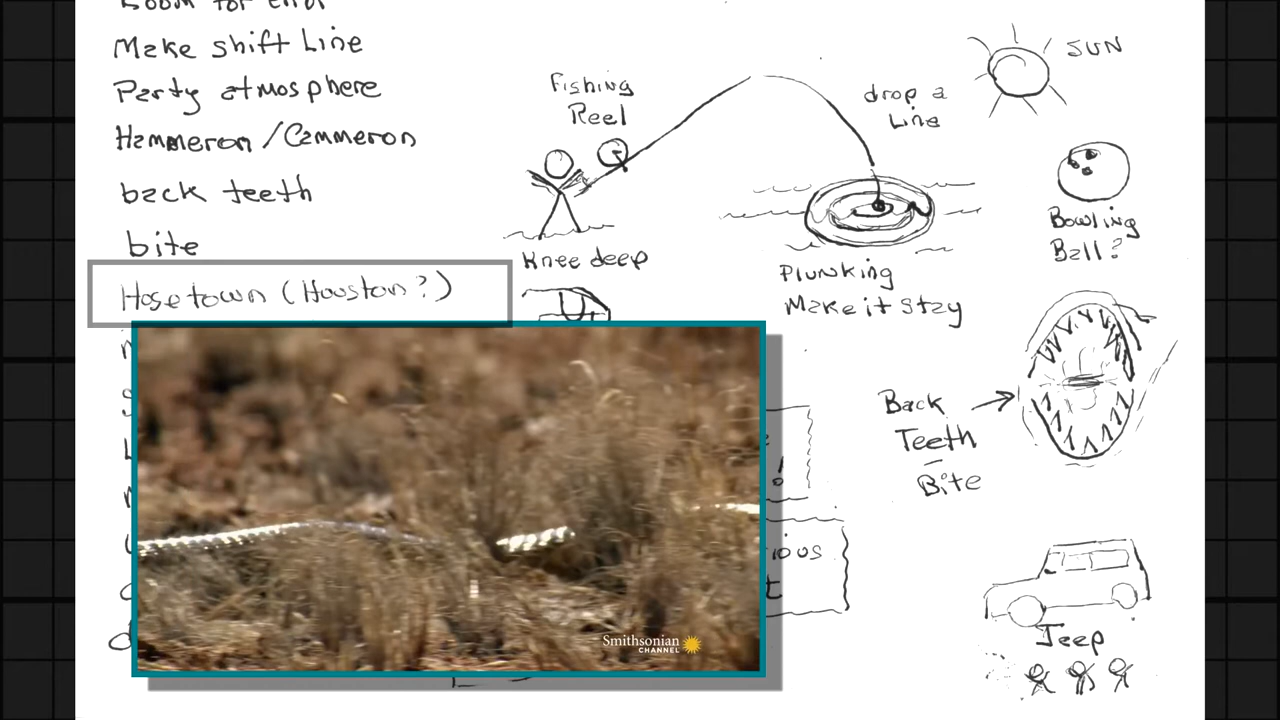 Make shift Line
Party atmosphere
Hammeron / Cammeron
back teeth
bite
Hosetown (Houston?)
Fishing
Reel
Knee deep
drop a
Line
SUN
Plunking
Make it stay
Bowling
Ball?
Back
Teeth
-
Bite
Jeep
Smithsonian
CHANNEL